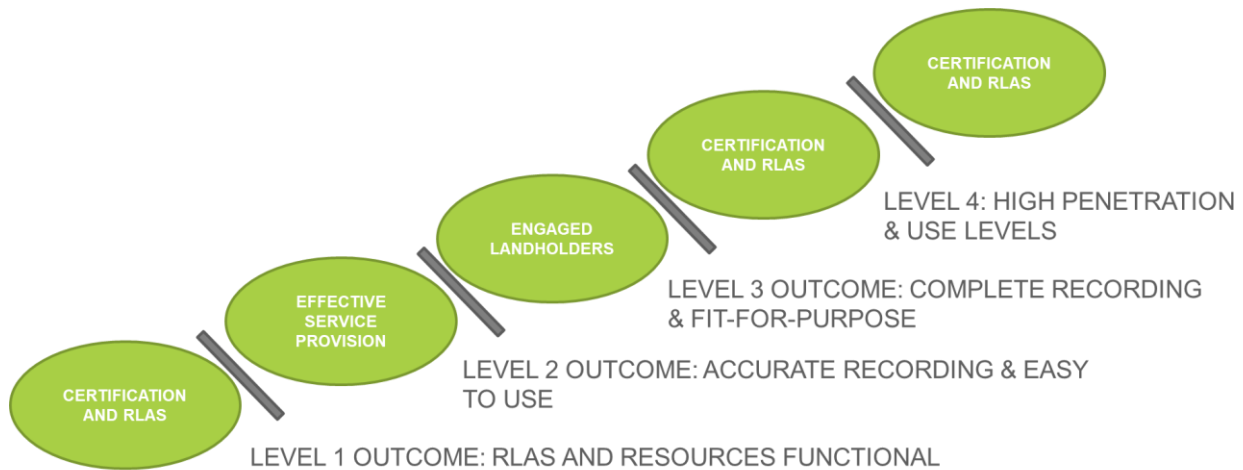 CERTIFICATION
AND RLAS
CERTIFICATION
AND RLAS
LEVEL 4: HIGH PENETRATION
& USE LEVELS
ENGAGED
LANDHOLDERS
LEVEL 3 OUTCOME: COMPLETE RECORDING
& FIT-FOR-PURPOSE
EFFECTIVE
SERVICE
PROVISION
LEVEL 2 OUTCOME: ACCURATE RECORDING & EASY
TO USE
CERTIFICATION
AND RLAS
LEVEL 1 OUTCOME: RLAS AND RESOURCES FUNCTIONAL